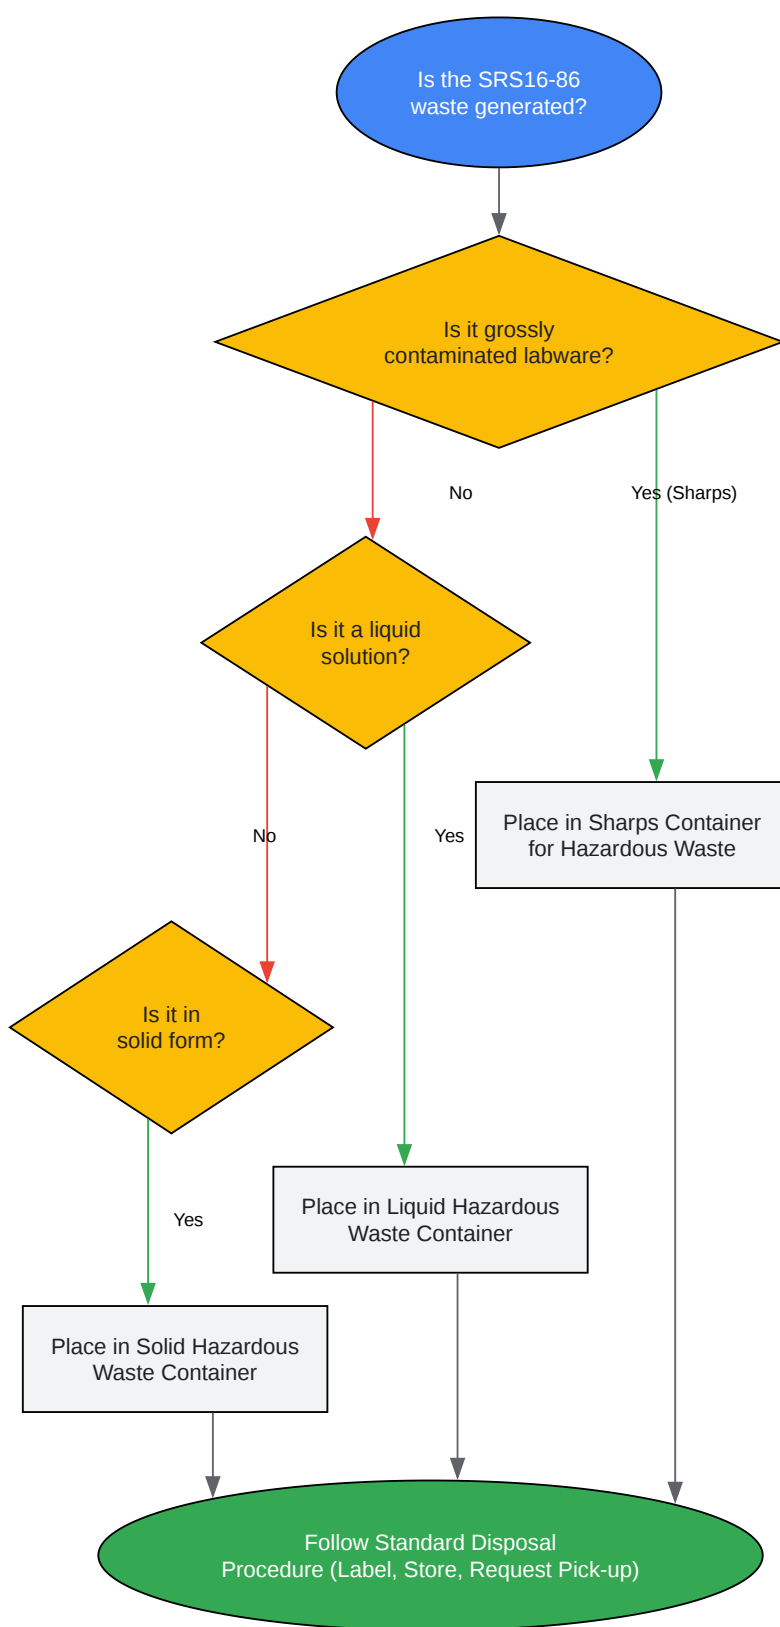 Is the SRS16-86
waste generated?
Is it grossly
contaminated labware?
No
Yes (Sharps)
Is it a liquid
solution?
Place in Sharps Container
for Hazardous Waste
No
Yes
Is it in
solid form?
Yes
Place in Liquid Hazardous
Waste Container
Place in Solid Hazardous
Waste Container
Follow Standard Disposal
Procedure (Label, Store, Request Pick-up)